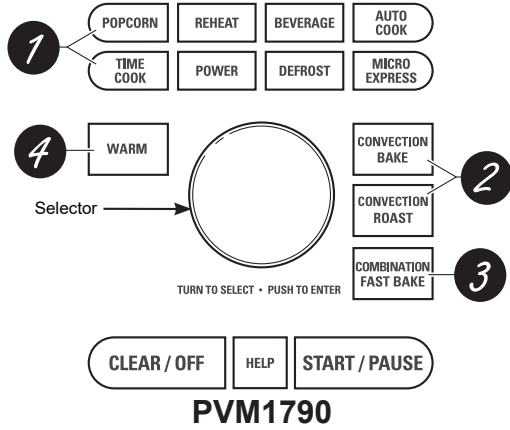 1
POPCORN
REHEAT
BEVERAGE
AUTO
COOK
TIME
COOK
POWER
DEFROST
MICRO
EXPRESS
4
WARM
Selector
CONVECTION
BAKE
2
CONVECTION
ROAST
COMBINATION
FAST BAKE
3
TURN TO SELECT • PUSH TO ENTER
CLEAR / OFF
HELP
START / PAUSE
PVM1790